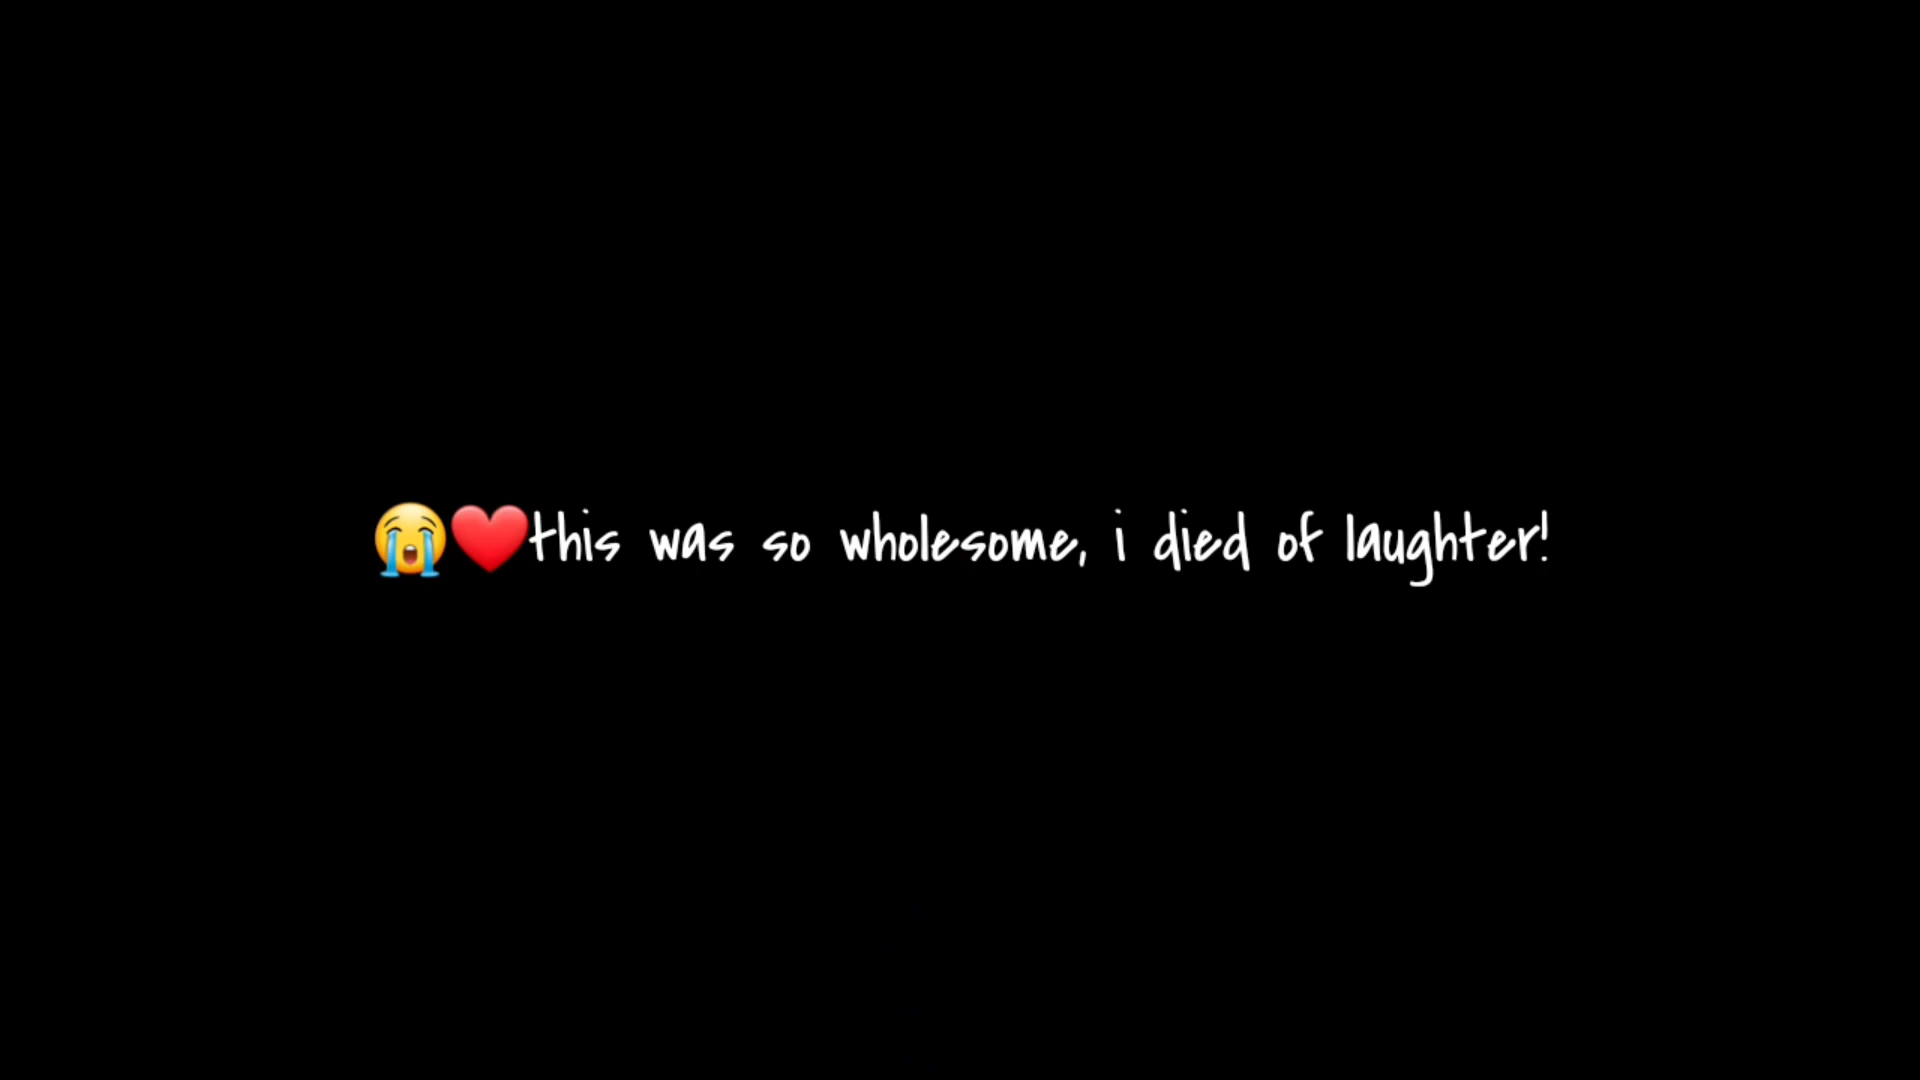 😭❤️this was so wholesome, i died of laughter!